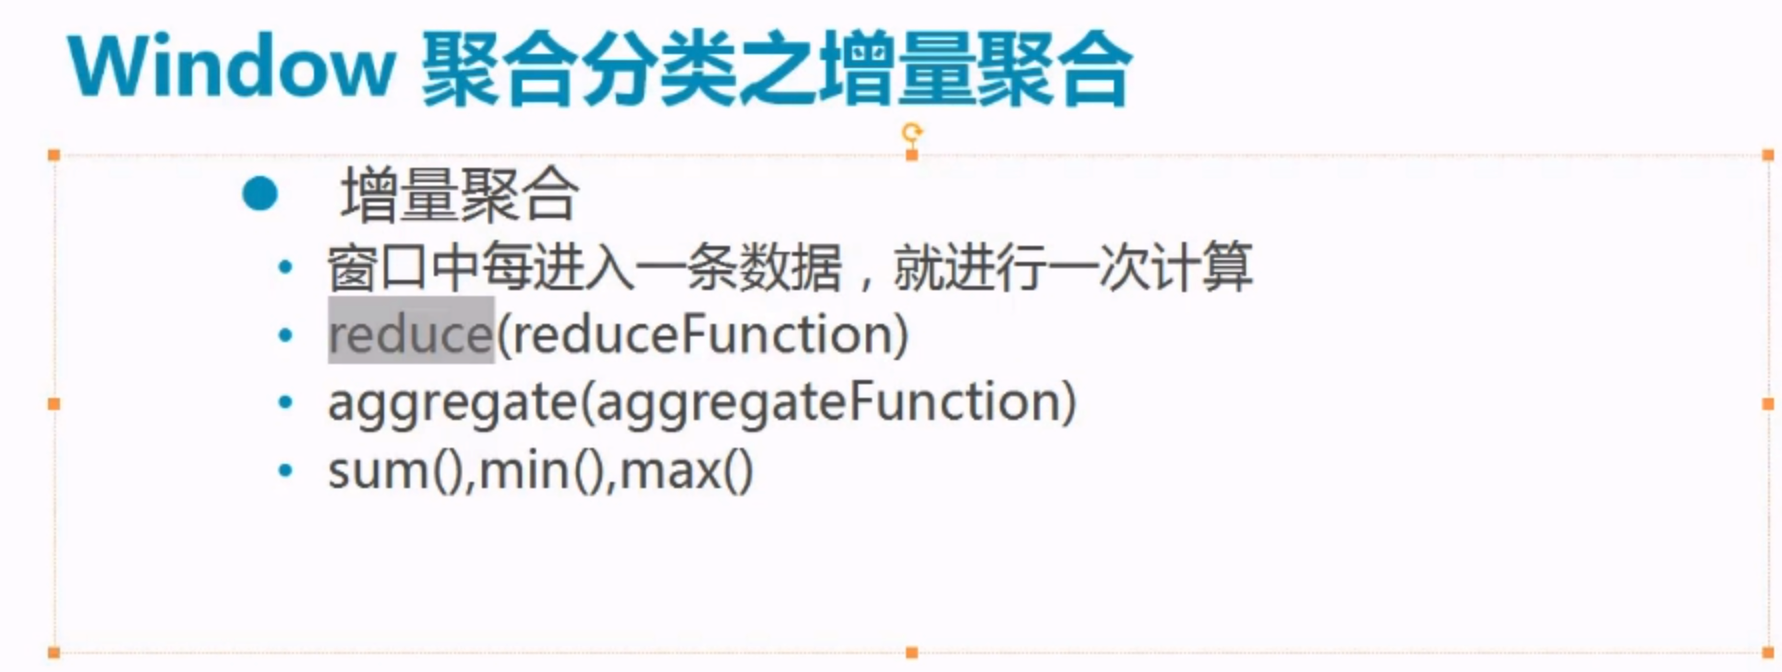 Window 聚合分类之增量聚合
增量聚合
窗口中每进入一条数据，就进行一次计算
reduce(reduceFunction)
aggregate(aggregateFunction)
sum(),min(),max()